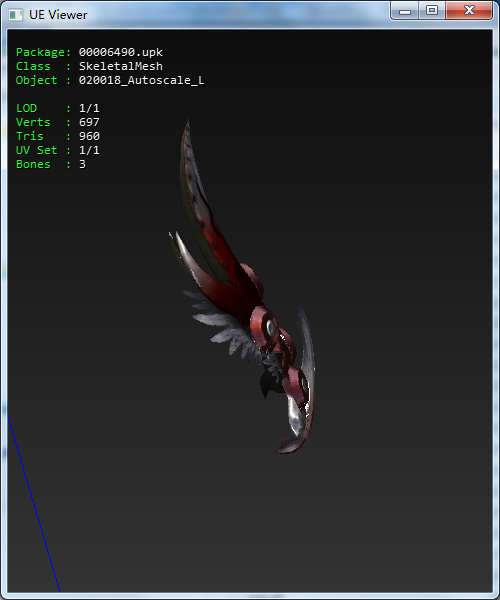 UE Viewer
Package: 00006490.upk
Class : SkeletalMesh
Object : 020018_Autoscale_L
LOD : 1/1
Verts : 697
Tris : 960
UV Set : 1/1
Bones : 3